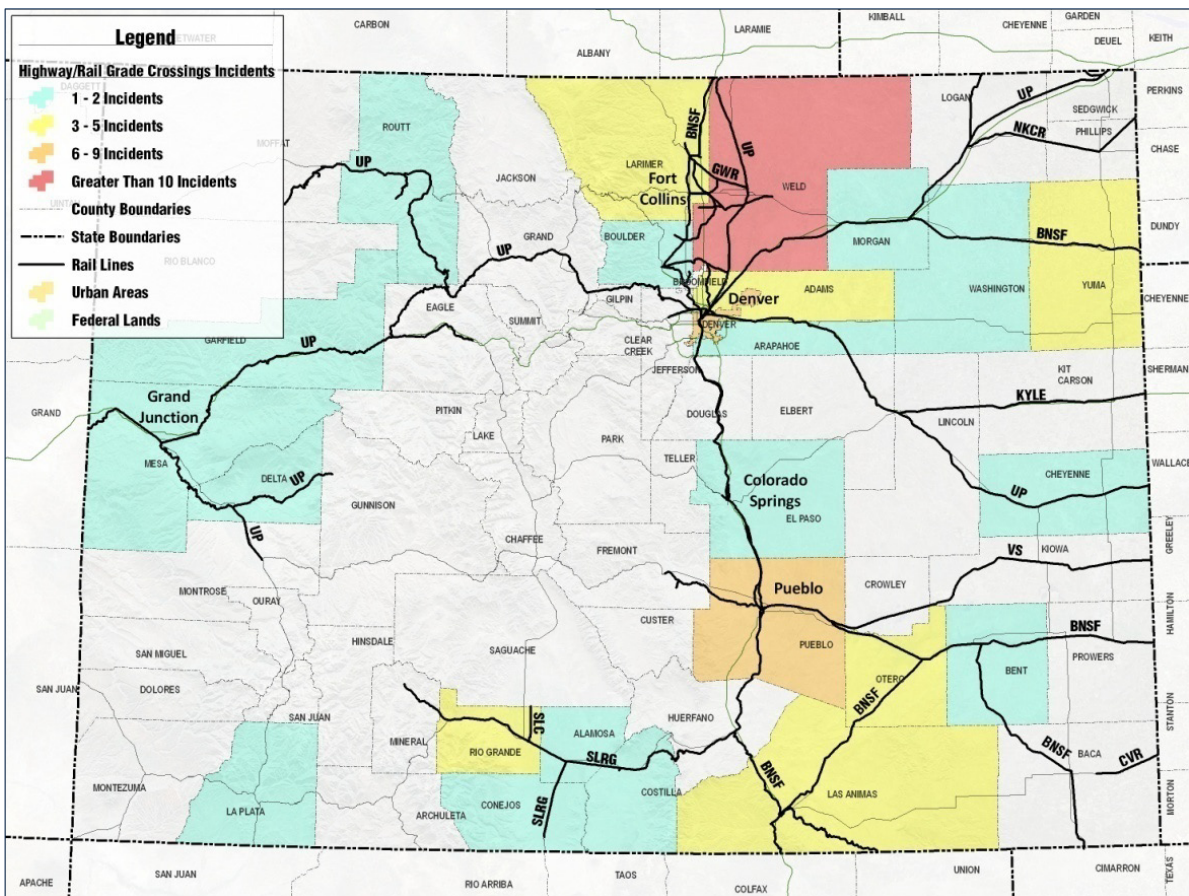 Legend
Highway/Rail Grade Crossings Incidents
1 - 2 Incidents
3 - 5 Incidents
6 - 9 Incidents
Greater Than 10 Incidents
County Boundaries
State Boundaries
Rail Lines
Urban Areas
Federal Lands
CARBON
ALBANY
LARAMIE
KIMBALL
CHEYENNE
GARDEN
DEUEL
KEITH
DAGGETT
MOFFAT
ROUTT
JACKSON
LARIMER
Fort
Collins
BNSF
UP
GWR
WELD
LOGAN
UP
SEDGWICK
PHILLIPS
NKCR
PERKINS
CHASE
UP
RIO BLANCO
GRAND
UP
BOULDER
MORGAN
BNSF
DUNDY
BROOMFIELD
ADAMS
WASHINGTON
YUMA
CHEYENNE
EAGLE
SUMMIT
GILPIN
Denver
DENVER
CLEAR
CREEK
ARAPAHOE
JEFFERSON
GARFIELD
UP
Grand
Junction
GRAND
PITKIN
LAKE
PARK
DOUGLAS
ELBERT
KIT
CARSON
SHERMAN
KYLE
LINCOLN
MESA
DELTA
UP
UP
GUNNISON
TELLER
Colorado
Springs
EL PASO
CHEYENNE
UP
WALLACE
GREELEY
CHAFFEE
FREMONT
VS
KIOWA
MONTROSE
OURAY
Pueblo
CROWLEY
HAMILTON
SAN MIGUEL
HINSDALE
SAGUACHE
CUSTER
PUEBLO
OTERO
BNSF
BENT
BNSF
PROWERS
SAN JUAN
DOLORES
SAN JUAN
MINERAL
RIO GRANDE
SLC
ALAMOSA
SLRG
HUERFANO
STANTON
BNSF
BACA
CVR
MONTEZUMA
LA PLATA
ARCHULETA
CONEJOS
SLRG
COSTILLA
BNSF
LAS ANIMAS
MORTON
APACHE
SAN JUAN
RIO ARRIBA
TAOS
COLFAX
UNION
CIMARRON
TEXAS